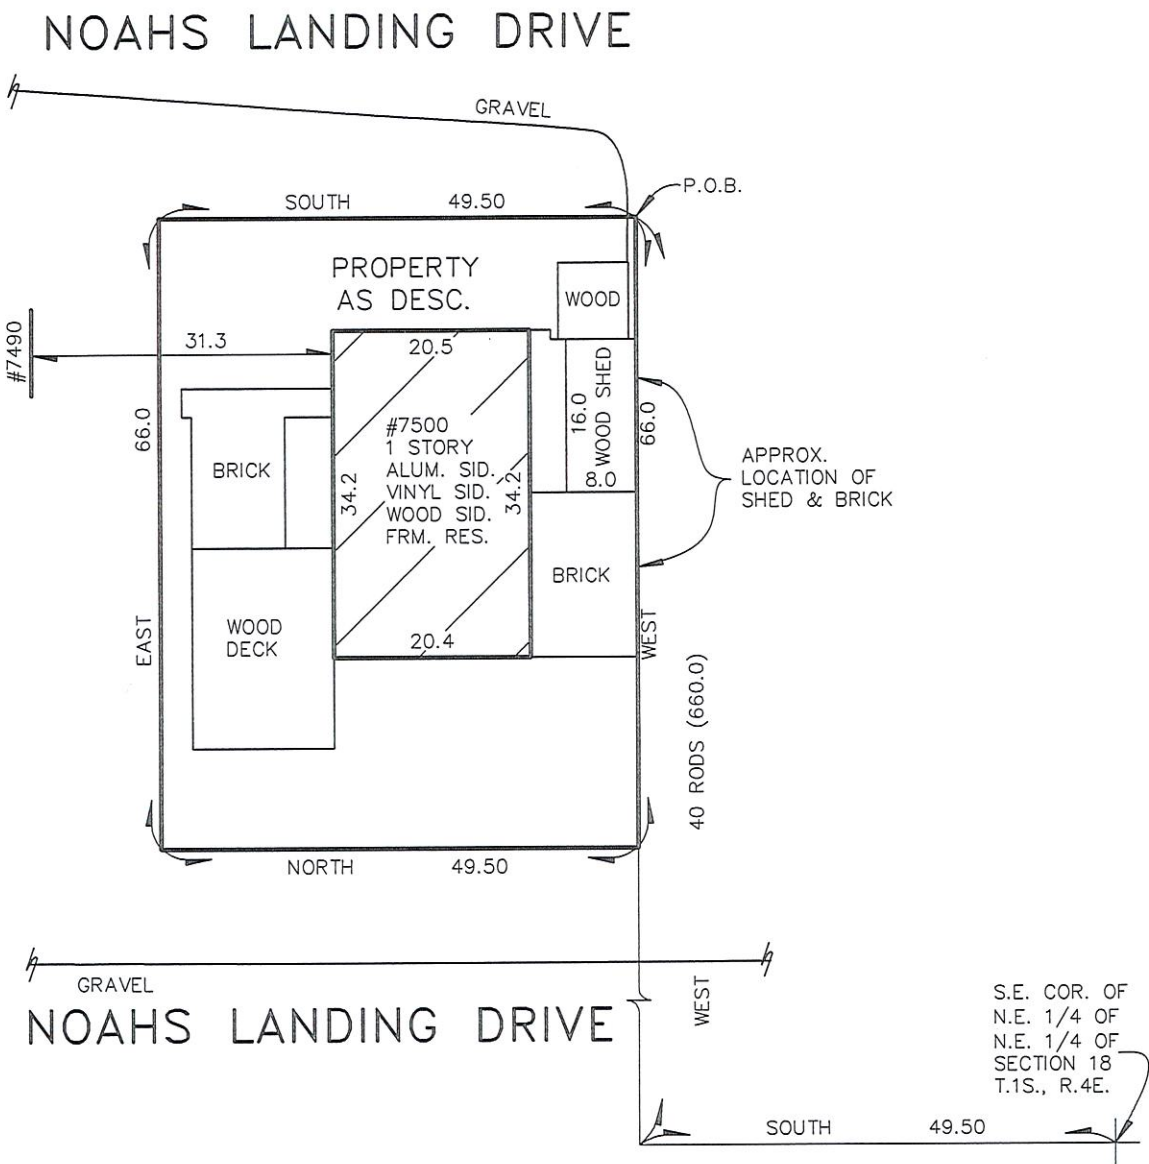 NOAHS LANDING DRIVE
GRAVEL
P.O.B.
SOUTH 49.50
PROPERTY
AS DESC.
WOOD
#7490
31.3
20.5
66.0
#7500
1 STORY
ALUM. SID.
VINYL SID.
WOOD SID.
FRM. RES.
34.2
34.2
16.0
WOOD SHED
8.0
66.0
APPROX.
LOCATION OF
SHED & BRICK
BRICK
BRICK
WOOD
DECK
20.4
EAST
WEST
40 RODS (660.0)
NORTH 49.50
GRAVEL
NOAHS LANDING DRIVE
WEST
S.E. COR. OF
N.E. 1/4 OF
N.E. 1/4 OF
SECTION 18
T.1S., R.4E.
SOUTH 49.50